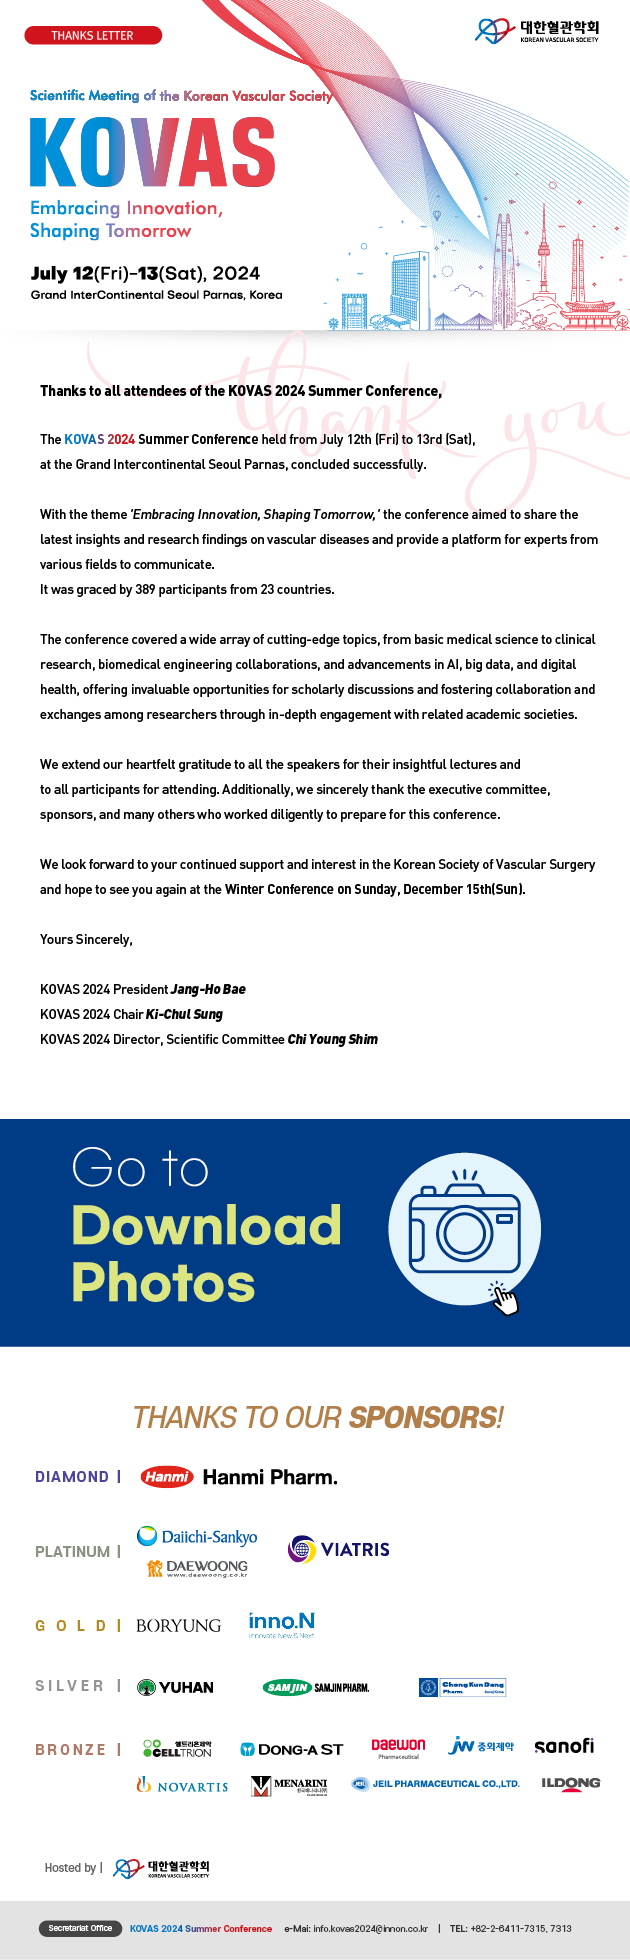 THANKS LETTER
대한혈관학회
KOREAN VASCULAR SOCIETY
Scientific Meeting of the Korean Vascular Society
KOVAS
Embracing Innovation,
Shaping Tomorrow
July 12(Fri)-13(Sat), 2024
Grand InterContinental Seoul Parnas, Korea
thank you
Thanks to all attendees of the KOVAS 2024 Summer Conference,
The KOVAS 2024 Summer Conference held from July 12th (Fri) to 13rd (Sat),
at the Grand Intercontinental Seoul Parnas, concluded successfully.
With the theme 'Embracing Innovation, Shaping Tomorrow,' the conference aimed to share the
latest insights and research findings on vascular diseases and provide a platform for experts from
various fields to communicate.
It was graced by 389 participants from 23 countries.
The conference covered a wide array of cutting-edge topics, from basic medical science to clinical
research, biomedical engineering collaborations, and advancements in AI, big data, and digital
health, offering invaluable opportunities for scholarly discussions and fostering collaboration and
exchanges among researchers through in-depth engagement with related academic societies.
We extend our heartfelt gratitude to all the speakers for their insightful lectures and
to all participants for attending. Additionally, we sincerely thank the executive committee,
sponsors, and many others who worked diligently to prepare for this conference.
We look forward to your continued support and interest in the Korean Society of Vascular Surgery
and hope to see you again at the Winter Conference on Sunday, December 15th(Sun).
Yours Sincerely,
KOVAS 2024 President Jang-Ho Bae
KOVAS 2024 Chair Ki-Chul Sung
KOVAS 2024 Director, Scientific Committee Chi Young Shim
Go to
Download
Photos
THANKS TO OUR SPONSORS!
DIAMOND | Hanmi Hanmi Pharm.
PLATINUM | Daiichi-Sankyo VIATRIS
DAEWOONG
www.daewoong.co.kr
GOLD | BORYUNG inno.N
Innovate New & Next
SILVER | YUHAN SAMJIN SAMJIN PHARM. Chong Kun Dang
Pharm.
BRONZE | 셀트리온제약
CELLTRION DONG-A ST DAEWON
Pharmaceutical JW 중외제약 sanofi
NOVARTIS MENARINI
한국메나리니㈜ JEIL JEIL PHARMACEUTICAL CO.,LTD. ILDONG
Hosted by | 대한혈관학회
KOREAN VASCULAR SOCIETY
Secretariat Office KOVAS 2024 Summer Conference e-Mai: info.kovas2024@innon.co.kr | TEL: +82-2-6411-7315, 7313